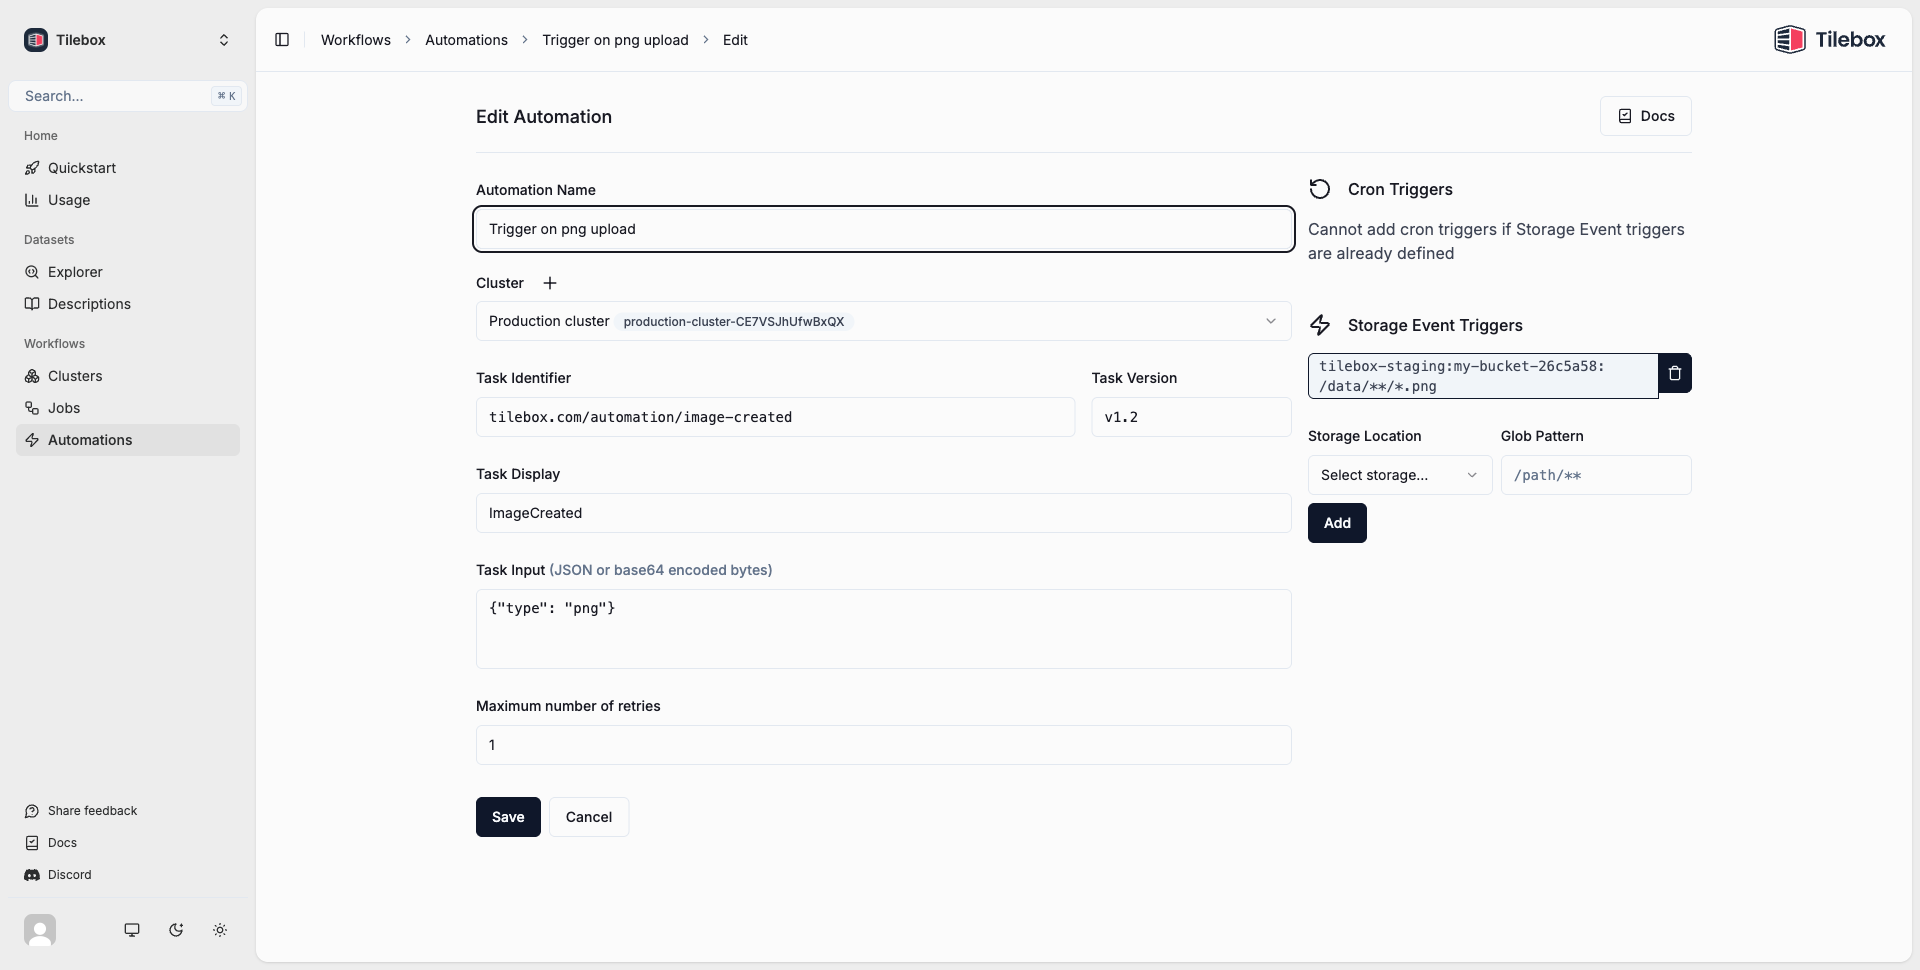 Tilebox
Search...
⌘ K
Home
Quickstart
Usage
Datasets
Explorer
Descriptions
Workflows
Clusters
Jobs
Automations
Share feedback
Docs
Discord
Workflows > Automations > Trigger on png upload > Edit
Tilebox
Edit Automation
Docs
Automation Name
Trigger on png upload
Cluster
Production cluster production-cluster-CE7VSJhUfwBxQX
Task Identifier
tilebox.com/automation/image-created
Task Version
v1.2
Task Display
ImageCreated
Task Input (JSON or base64 encoded bytes)
{"type": "png"}
Maximum number of retries
1
Save
Cancel
Cron Triggers
Cannot add cron triggers if Storage Event triggers
are already defined
Storage Event Triggers
tilebox-staging:my-bucket-26c5a58:
/data/**/*.png
Storage Location
Select storage...
Glob Pattern
/path/**
Add